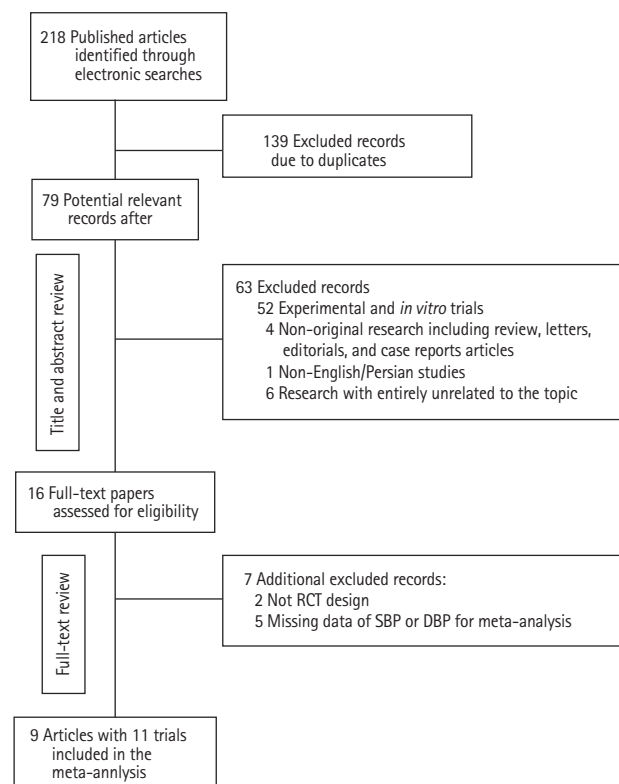 218 Published articles
identified through
electronic searches
139 Excluded records
due to duplicates
79 Potential relevant
records after
Title and abstract review
63 Excluded records
52 Experimental and in vitro trials
4 Non-original research including review, letters,
editorials, and case reports articles
1 Non-English/Persian studies
6 Research with entirely unrelated to the topic
16 Full-text papers
assessed for eligibility
Full-text review
7 Additional excluded records:
2 Not RCT design
5 Missing data of SBP or DBP for meta-analysis
9 Articles with 11 trials
included in the
meta-annlysis